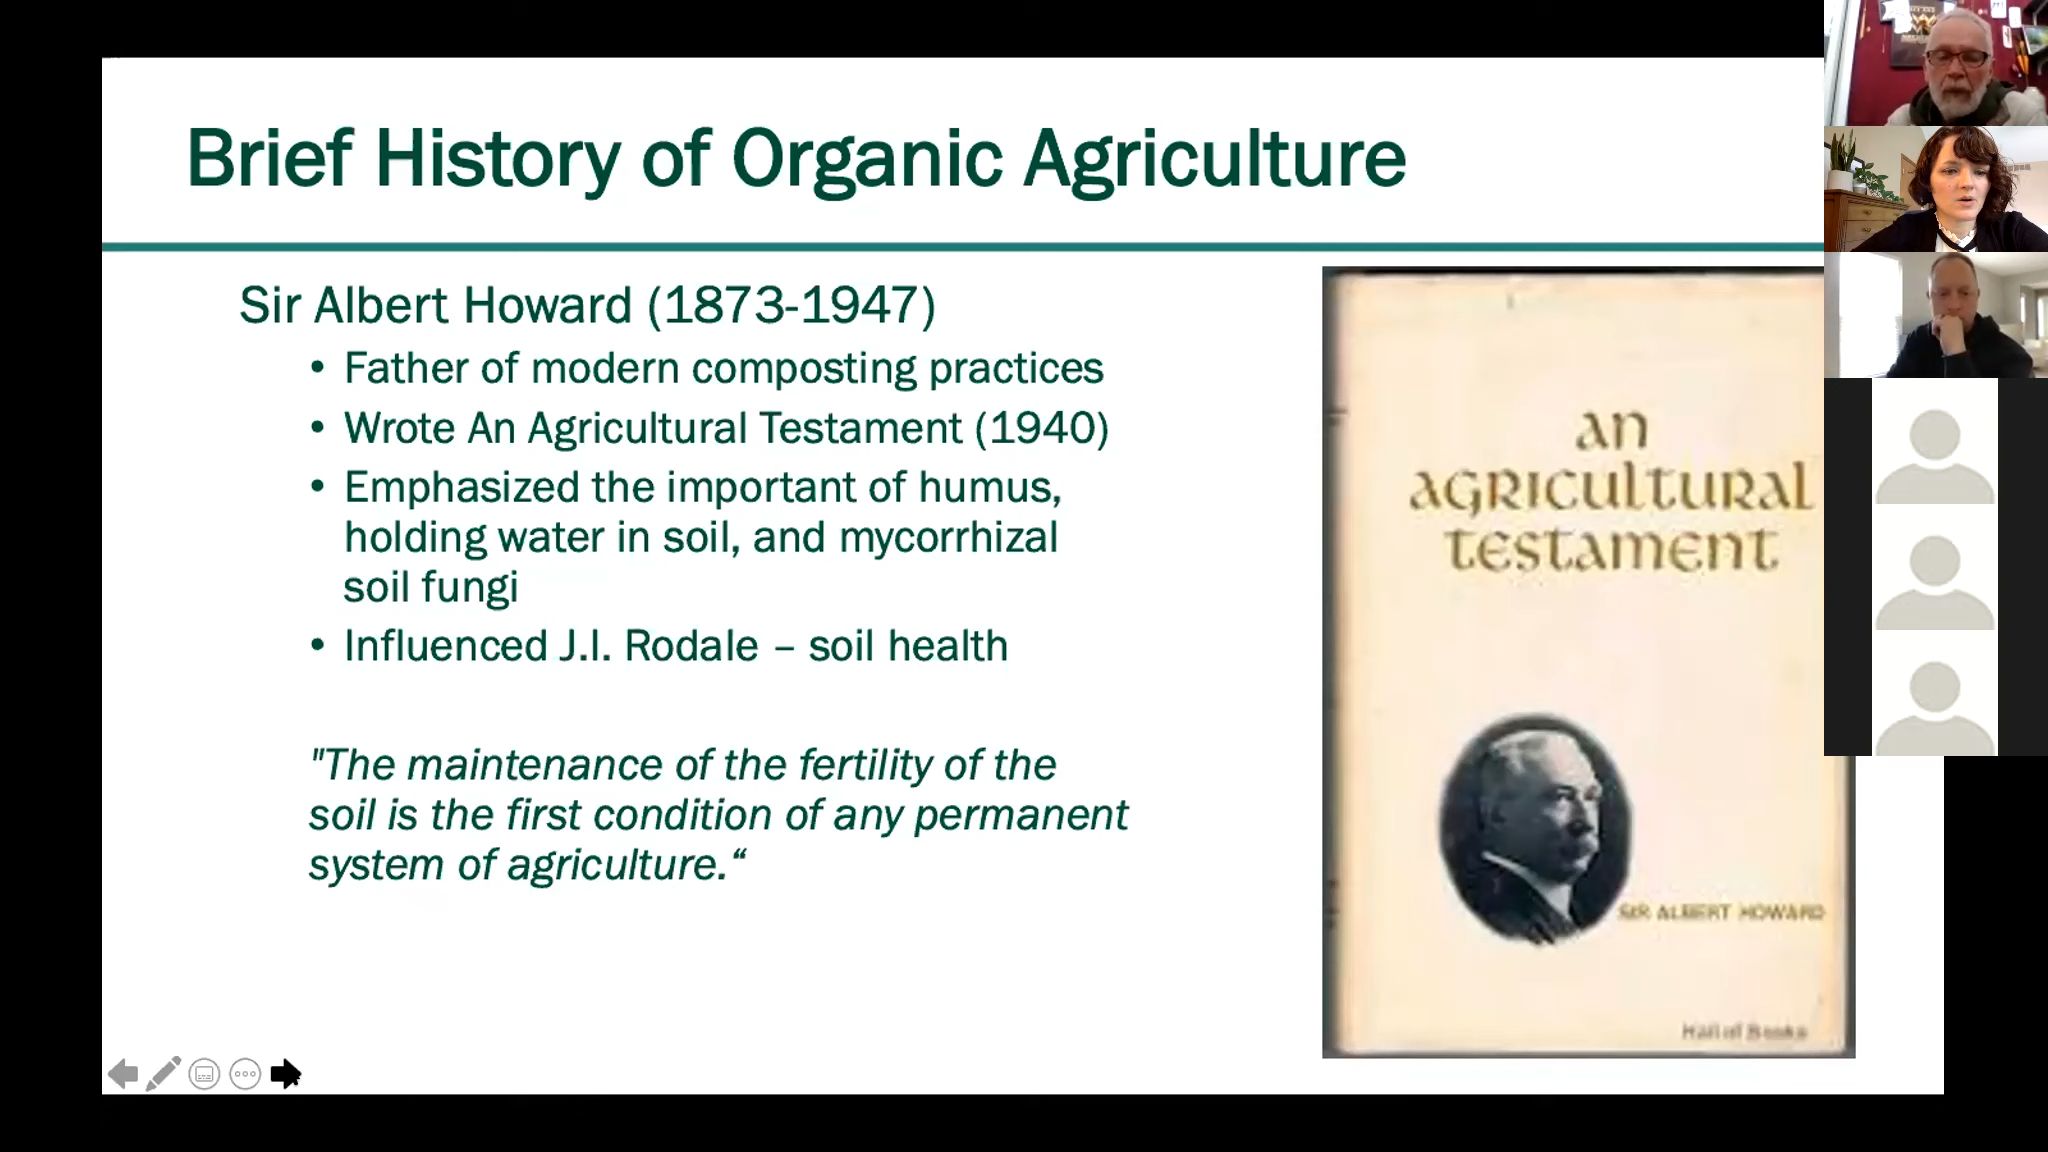 Brief History of Organic Agriculture
Sir Albert Howard (1873-1947)
• Father of modern composting practices
• Wrote An Agricultural Testament (1940)
• Emphasized the important of humus,
holding water in soil, and mycorrhizal
soil fungi
• Influenced J.I. Rodale – soil health
"The maintenance of the fertility of the
soil is the first condition of any permanent
system of agriculture.“
an
agricultural
testament
SIR ALBERT HOWARD
Hall of Books